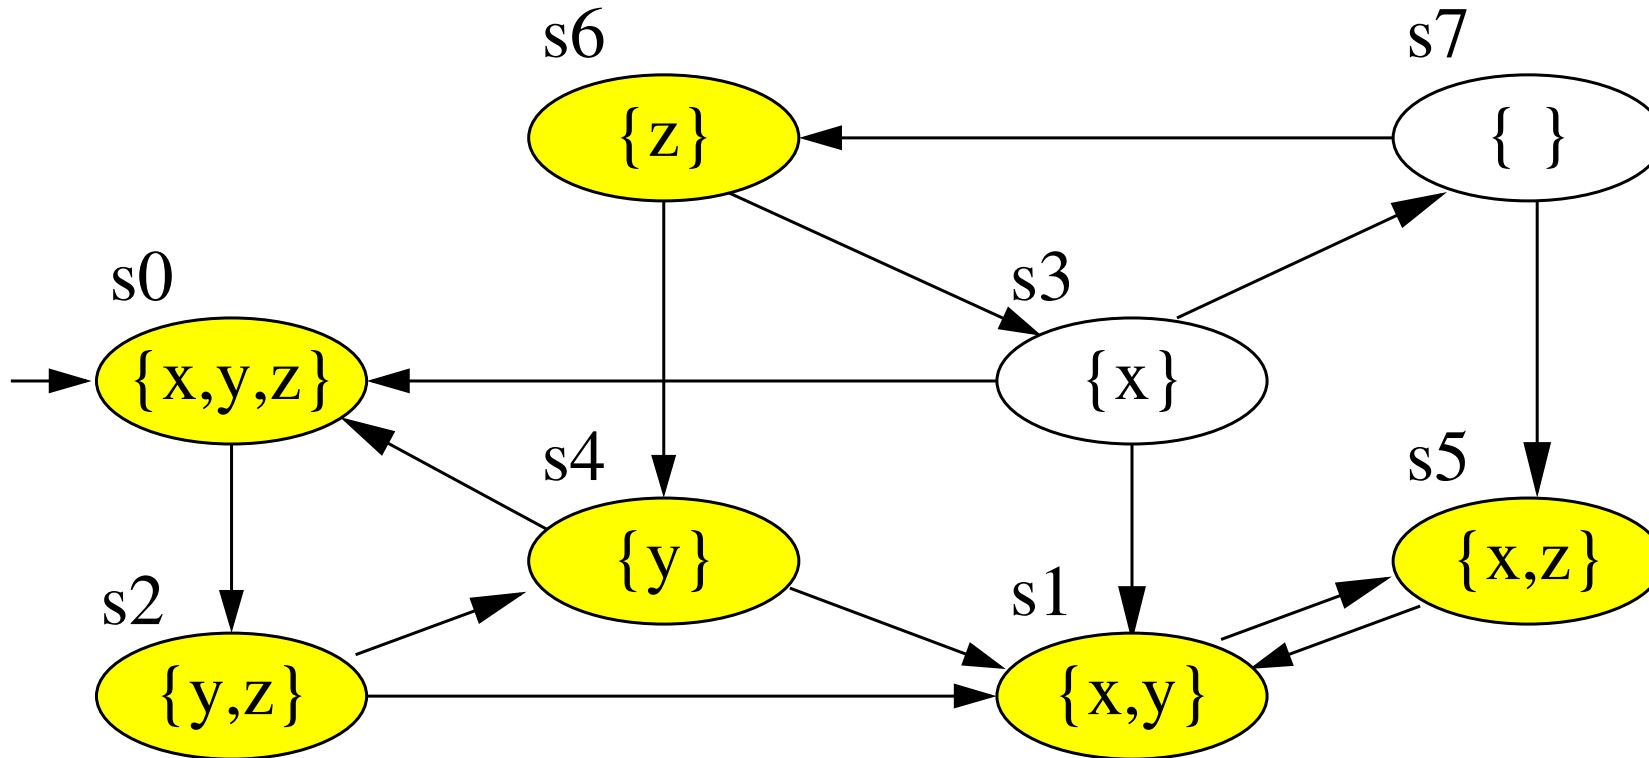 s6
s7
{z}
{ }
s0
s3
{x,y,z}
{x}
s4
s5
{y}
{x,z}
s2
s1
{y,z}
{x,y}